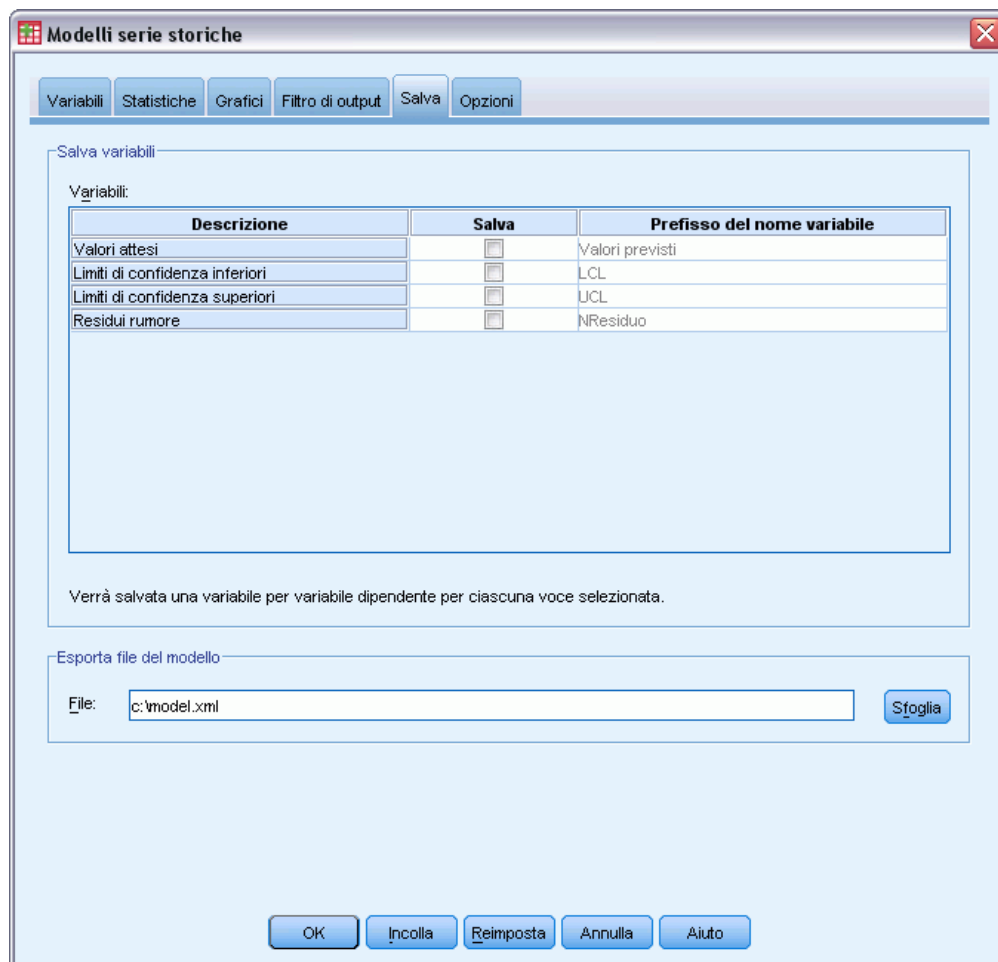 Modelli serie storiche
Variabili Statistiche Grafici Filtro di output Salva Opzioni
Salva variabili
Variabili:
Descrizione Salva Prefisso del nome variabile
Valori attesi Valori previsti
Limiti di confidenza inferiori LCL
Limiti di confidenza superiori UCL
Residui rumore NResiduo
Verrà salvata una variabile per variabile dipendente per ciascuna voce selezionata.
Esporta file del modello
File: c:\model.xml Sfoglia
OK Incolla Reimposta Annulla Aiuto